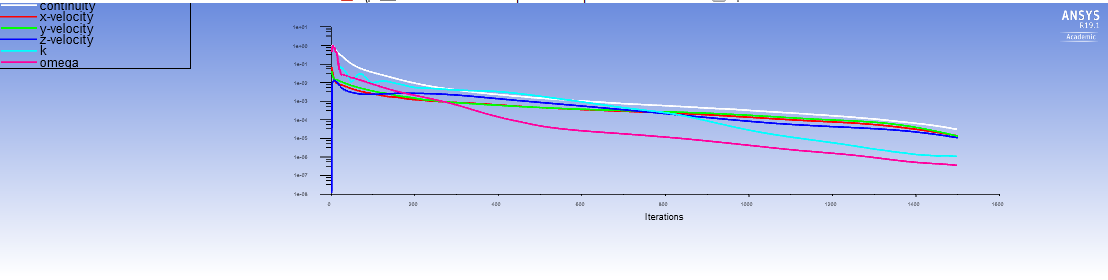 continuity
x-velocity
y-velocity
z-velocity
k
omega
ANSYS
R19.1
Academic
1e+01
1e+00
1e-01
1e-02
1e-03
1e-04
1e-05
1e-06
1e-07
1e-08
0
200
400
600
800
1000
1200
1400
1600
Iterations